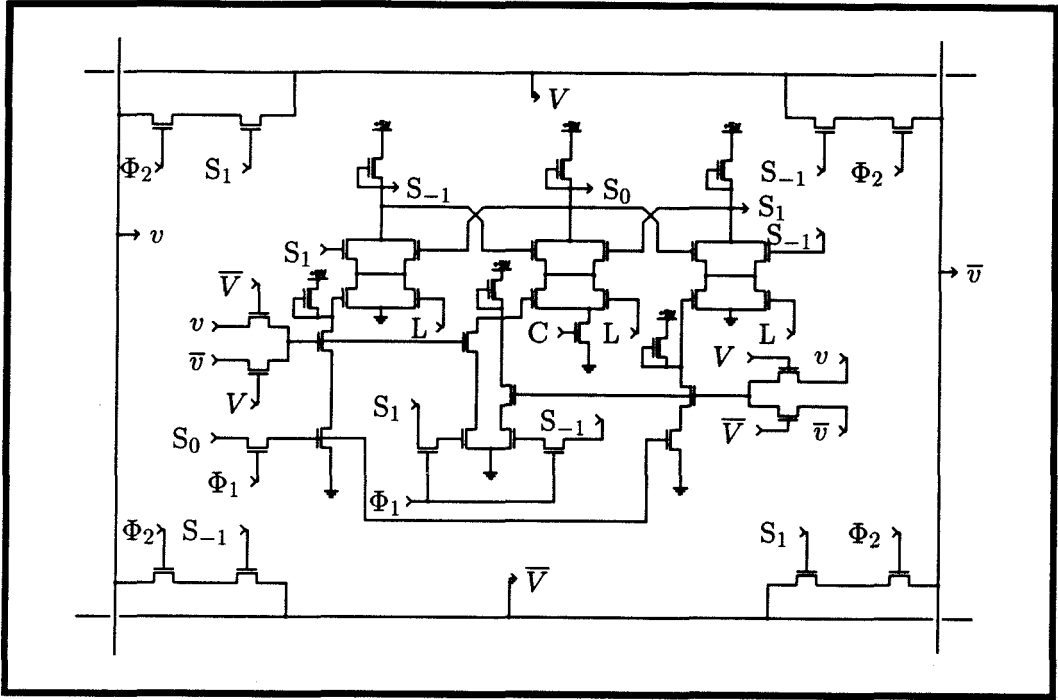 V
Φ₂ S₁
S₋₁ Φ₂
S₋₁ S₀ S₁
v
S₁
S₋₁
v̅
V̅
v
L C L L
V v
v̅
V
S₁ S₋₁
V̅ v̅
S₀
Φ₁
Φ₁
Φ₂ S₋₁
S₁ Φ₂
V̅